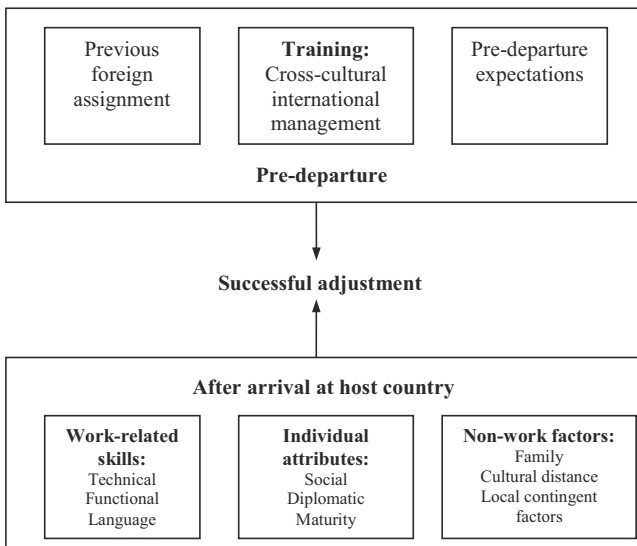 Previous
foreign
assignment
Training:
Cross-cultural
international
management
Pre-departure
expectations
Pre-departure
Successful adjustment
After arrival at host country
Work-related
skills:
Technical
Functional
Language
Individual
attributes:
Social
Diplomatic
Maturity
Non-work factors:
Family
Cultural distance
Local contingent
factors